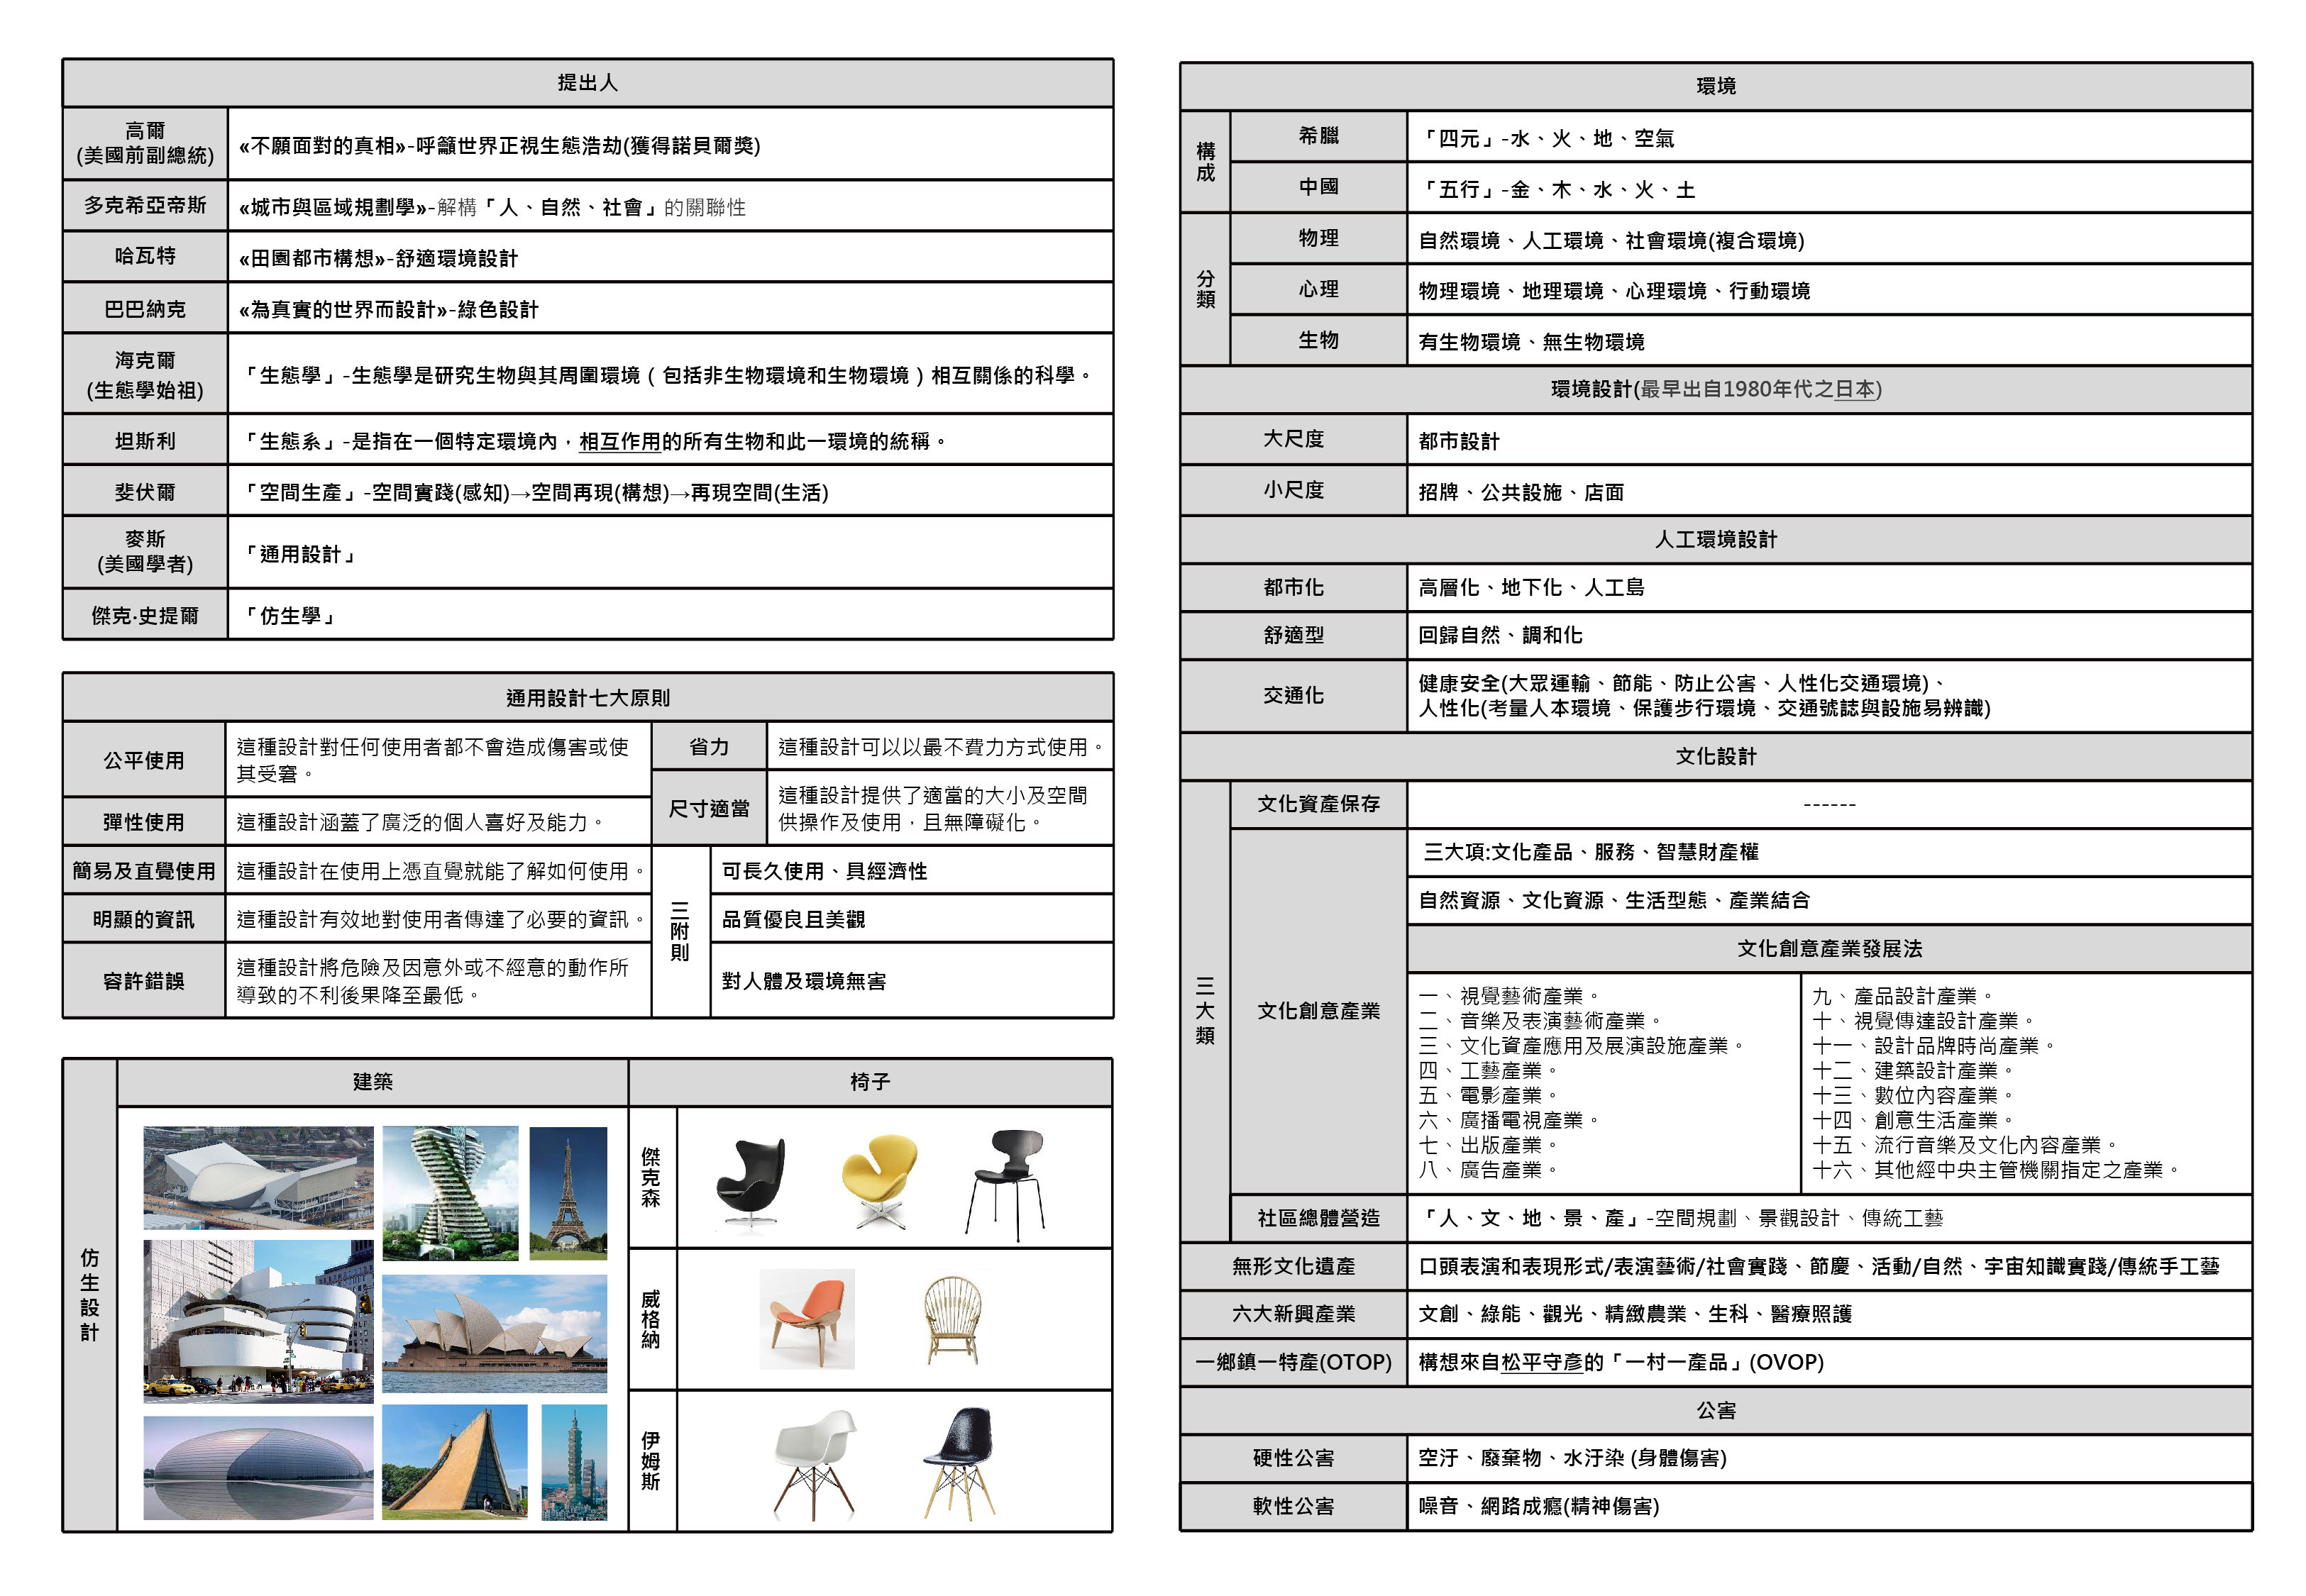 提出人
高爾
(美國前副總統)
«不願面對的真相»-呼籲世界正視生態浩劫(獲得諾貝爾獎)
多克希亞帝斯
«城市與區域規劃學»-解構「人、自然、社會」的關聯性
哈瓦特
«田園都市構想»-舒適環境設計
巴巴納克
«為真實的世界而設計»-綠色設計
海克爾
(生態學始祖)
「生態學」-生態學是研究生物與其周圍環境（包括非生物環境和生物環境）相互關係的科學。
坦斯利
「生態系」-是指在一個特定環境內，相互作用的所有生物和此一環境的統稱。
斐伏爾
「空間生產」-空間實踐(感知)→空間再現(構想)→再現空間(生活)
麥斯
(美國學者)
「通用設計」
傑克·史提爾
「仿生學」
通用設計七大原則
公平使用
這種設計對任何使用者都不會造成傷害或使
其受窘。
彈性使用
這種設計涵蓋了廣泛的個人喜好及能力。
簡易及直覺使用
這種設計在使用上憑直覺就能了解如何使用。
明顯的資訊
這種設計有效地對使用者傳達了必要的資訊。
容許錯誤
這種設計將危險及因意外或不經意的動作所
導致的不利後果降至最低。
省力
這種設計可以以最不費力方式使用。
尺寸適當
這種設計提供了適當的大小及空間
供操作及使用，且無障礙化。
三附則
可長久使用、具經濟性
品質優良且美觀
對人體及環境無害
仿生設計
建築
椅子
傑克森
威格納
伊姆斯
環境
構成
希臘
「四元」-水、火、地、空氣
中國
「五行」-金、木、水、火、土
分類
物理
自然環境、人工環境、社會環境(複合環境)
心理
物理環境、地理環境、心理環境、行動環境
生物
有生物環境、無生物環境
環境設計(最早出自1980年代之日本)
大尺度
都市設計
小尺度
招牌、公共設施、店面
人工環境設計
都市化
高層化、地下化、人工島
舒適型
回歸自然、調和化
交通化
健康安全(大眾運輸、節能、防止公害、人性化交通環境)、
人性化(考量人本環境、保護步行環境、交通號誌與設施易辨識)
文化設計
三大類
文化資產保存
------
文化創意產業
三大項:文化產品、服務、智慧財產權
自然資源、文化資源、生活型態、產業結合
文化創意產業發展法
一、視覺藝術產業。
二、音樂及表演藝術產業。
三、文化資產應用及展演設施產業。
四、工藝產業。
五、電影產業。
六、廣播電視產業。
七、出版產業。
八、廣告產業。
九、產品設計產業。
十、視覺傳達設計產業。
十一、設計品牌時尚產業。
十二、建築設計產業。
十三、數位內容產業。
十四、創意生活產業。
十五、流行音樂及文化內容產業。
十六、其他經中央主管機關指定之產業。
社區總體營造
「人、文、地、景、產」-空間規劃、景觀設計、傳統工藝
無形文化遺產
口頭表演和表現形式/表演藝術/社會實踐、節慶、活動/自然、宇宙知識實踐/傳統手工藝
六大新興產業
文創、綠能、觀光、精緻農業、生科、醫療照護
一鄉鎮一特產(OTOP)
構想來自松平守彥的「一村一產品」(OVOP)
公害
硬性公害
空汙、廢棄物、水汙染 (身體傷害)
軟性公害
噪音、網路成癮(精神傷害)